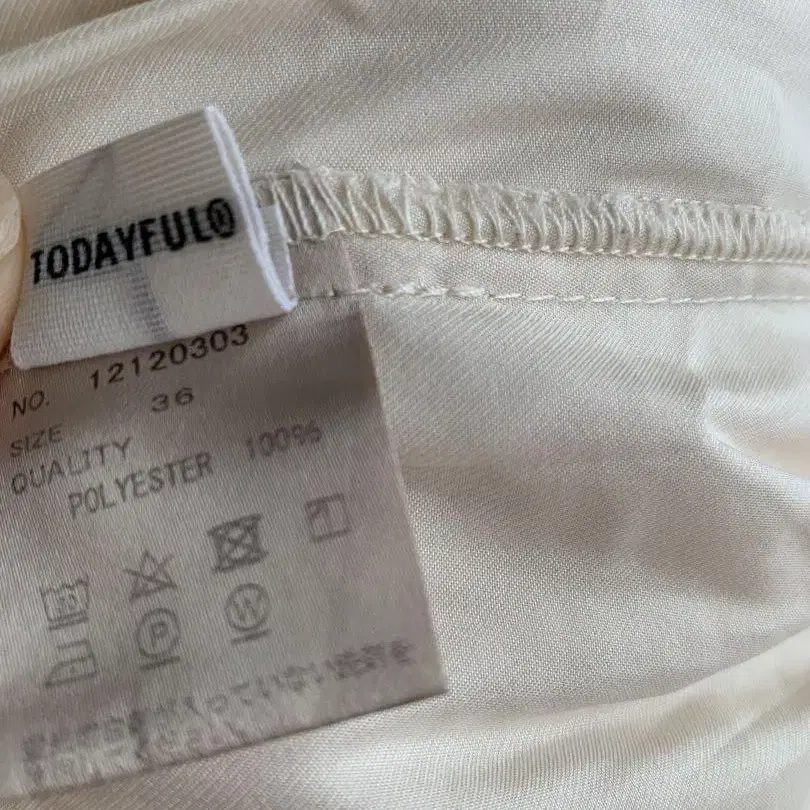 TODAYFUL®
NO. 12120303
SIZE 36
QUALITY
POLYESTER 100%
P W